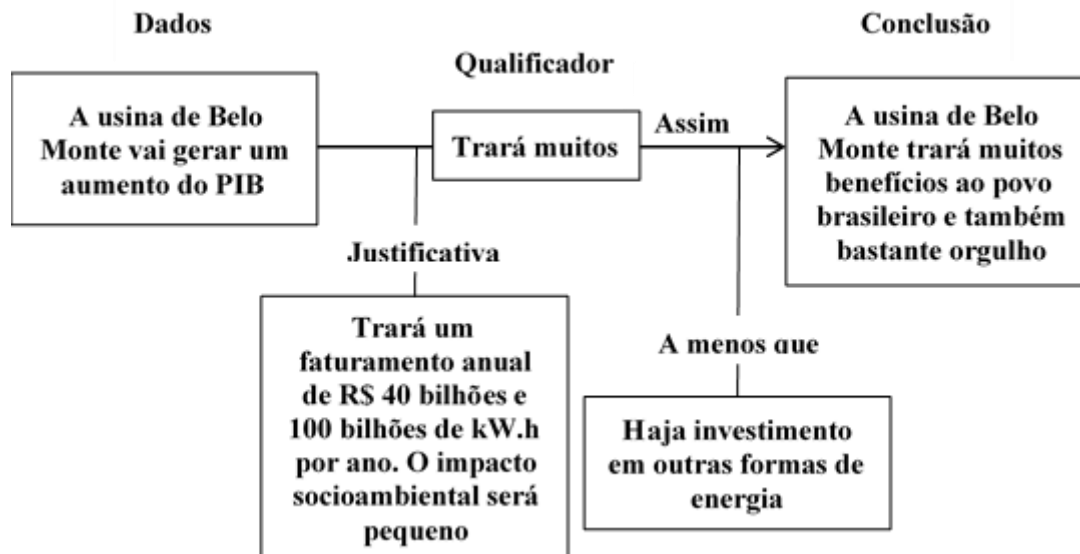 Dados
Conclusão
Qualificador
A usina de Belo
Monte vai gerar um
aumento do PIB
Trará muitos
Assim
A usina de Belo
Monte trará muitos
benefícios ao povo
brasileiro e também
bastante orgulho
Justificativa
Trará um
faturamento anual
de R$ 40 bilhões e
100 bilhões de kW.h
por ano. O impacto
socioambiental será
pequeno
A menos que
Haja investimento
em outras formas de
energia